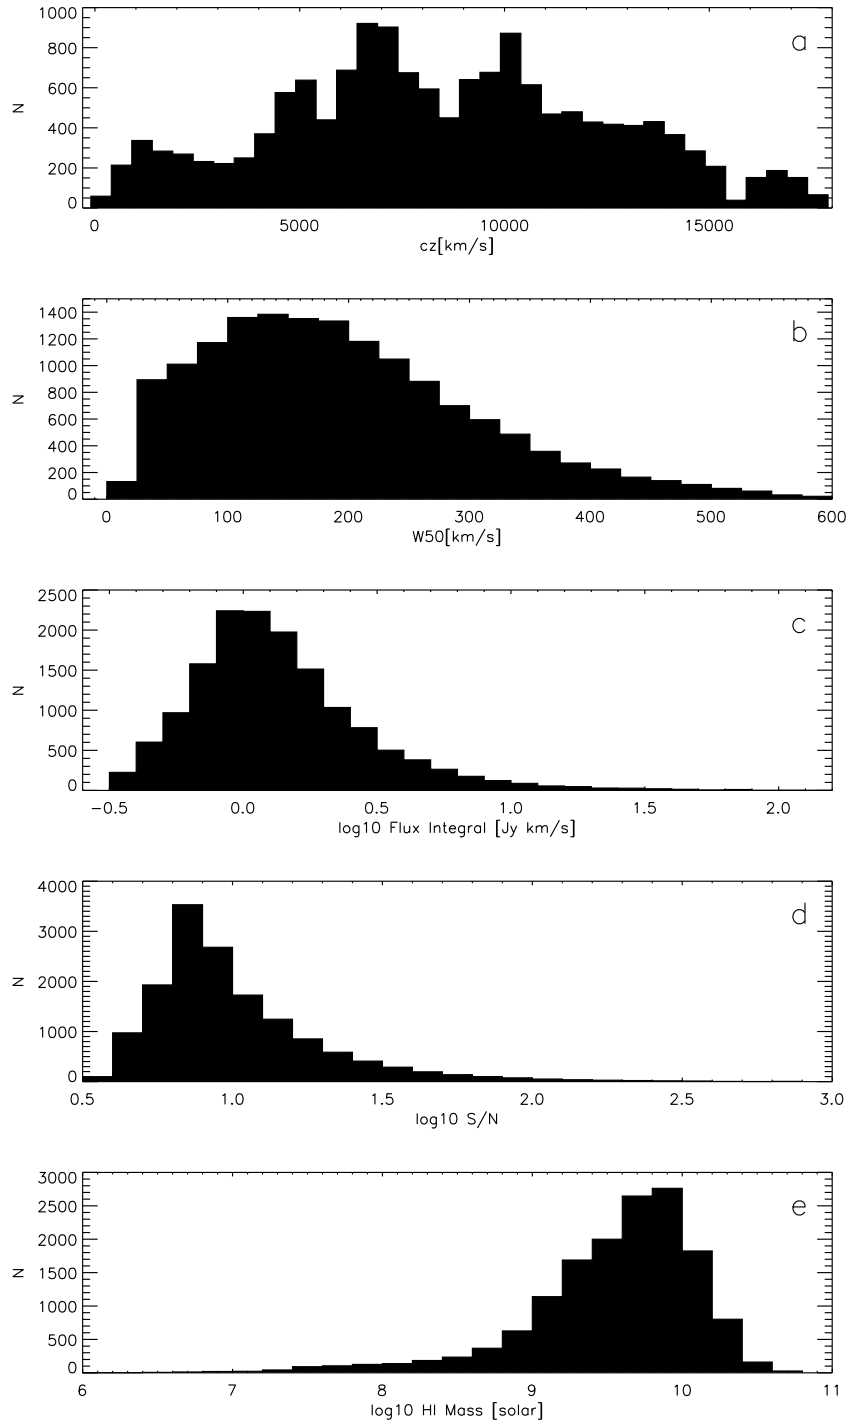 1000
800
600
400
200
0
N
a
0 5000 10000 15000
cz[km/s]
1400
1200
1000
800
600
400
200
0
N
b
0 100 200 300 400 500 600
W50[km/s]
2500
2000
1500
1000
500
0
N
c
−0.5 0.0 0.5 1.0 1.5 2.0
log10 Flux Integral [Jy km/s]
4000
3000
2000
1000
0
N
d
0.5 1.0 1.5 2.0 2.5 3.0
log10 S/N
3000
2500
2000
1500
1000
500
0
N
e
6 7 8 9 10 11
log10 HI Mass [solar]